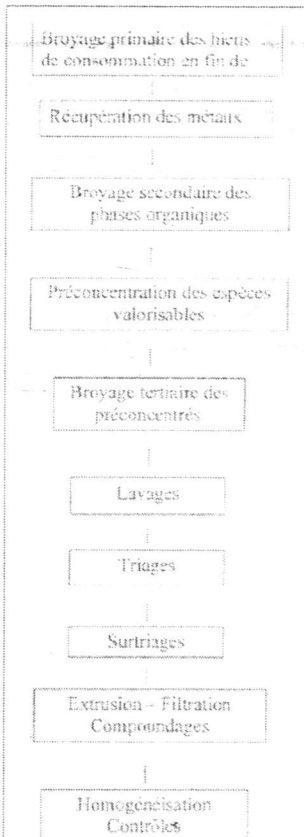 Broyage primaire des biens
de consommation en fin de
Récupération des métaux
Broyage secondaire des
phases organiques
Préconcentration des espèces
valorisables
Broyage tertiaire des
préconcentrés
Lavages
Triages
Surtriages
Extrusion – Filtration
Compoundages
Homogénéisation
Contrôles